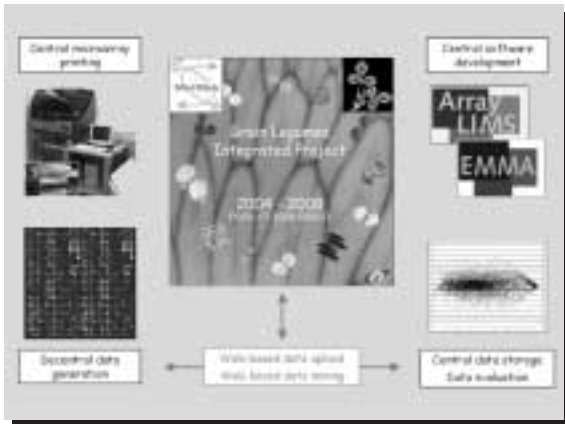 Central microarray
printing
Central software
development
Grain Legumes
Integrated Project
2004 - 2008
Array
LIMS
EMMA
Decentral data
generation
Web-based data upload
Web-based data mining
Central data storage
Data evaluation